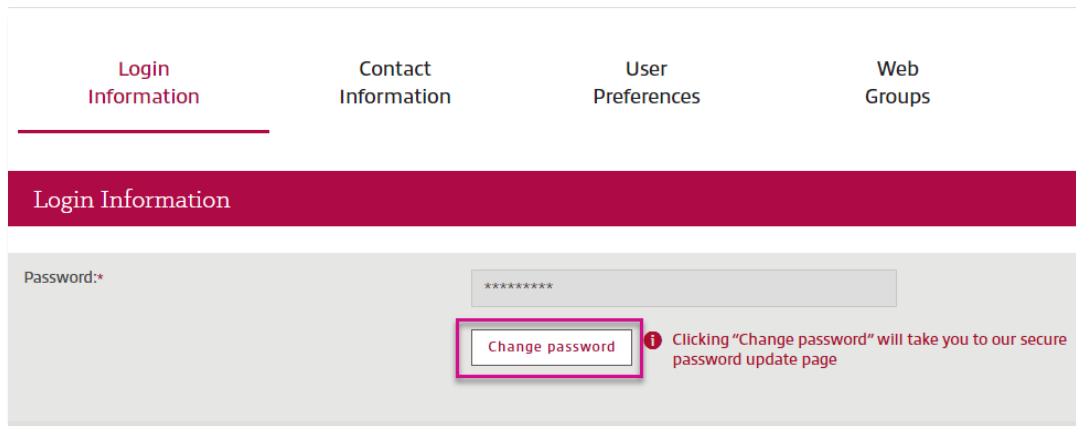 Login
Information
Contact
Information
User
Preferences
Web
Groups
Login Information
Password:*
*********
Change password
i
Clicking "Change password" will take you to our secure
password update page